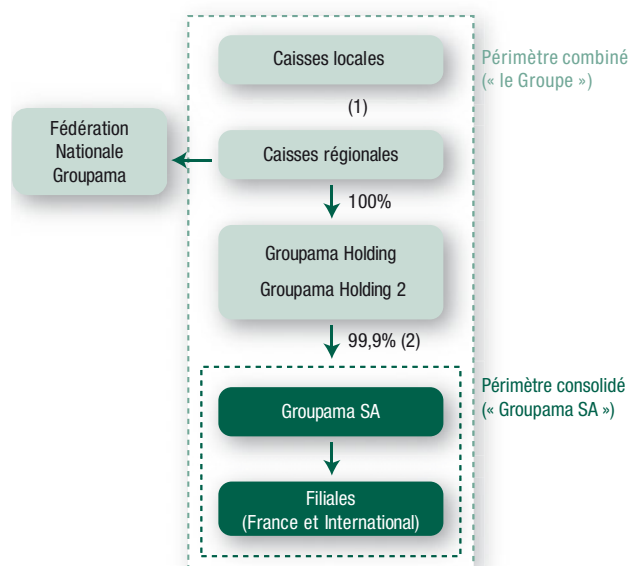 Caisses locales
Périmètre combiné
(« le Groupe »)
(1)
Fédération
Nationale
Groupama
Caisses régionales
100%
Groupama Holding
Groupama Holding 2
99,9% (2)
Périmètre consolidé
(« Groupama SA »)
Groupama SA
Filiales
(France et International)